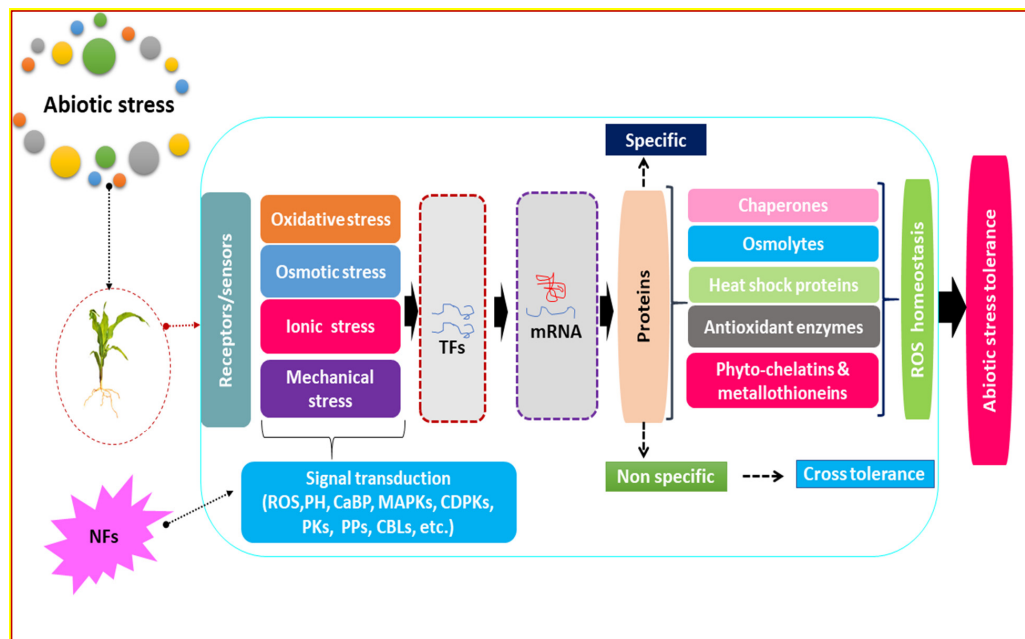 Abiotic stress
Specific
Receptors/sensors
Oxidative stress
Osmotic stress
Ionic stress
Mechanical
stress
TFs
mRNA
Proteins
Chaperones
Osmolytes
Heat shock proteins
Antioxidant enzymes
Phyto-chelatins &
metallothioneins
ROS homeostasis
Abiotic stress tolerance
Non specific
Cross tolerance
Signal transduction
(ROS,PH, CaBP, MAPKs, CDPKs,
PKs, PPs, CBLs, etc.)
NFs